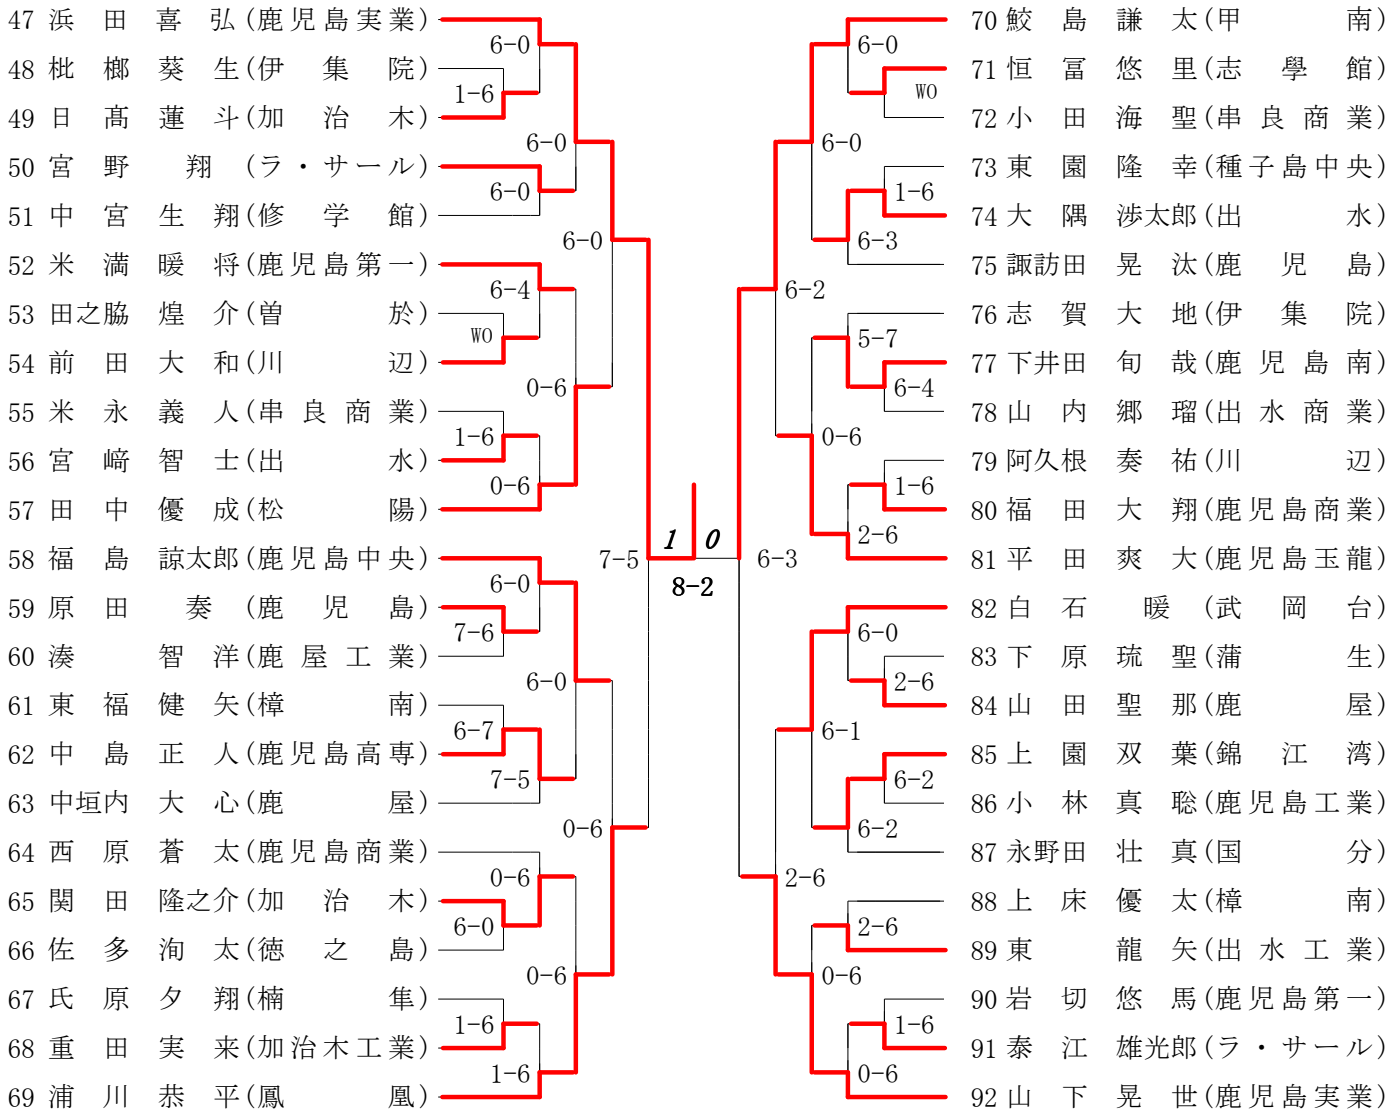 47 浜田喜弘(鹿児島実業)
48 枇榔葵生(伊集院)
49 日髙蓮斗(加治木)
50 宮野翔(ラ・サール)
51 中宮生翔(修学館)
52 米満暖将(鹿児島第一)
53 田之脇煌介(曽於)
54 前田大和(川辺)
55 米永義人(串良商業)
56 宮﨑智士(出水)
57 田中優成(松陽)
58 福島諒太郎(鹿児島中央)
59 原田奏(鹿児島)
60 湊智洋(鹿屋工業)
61 東福健矢(樟南)
62 中島正人(鹿児島高専)
63 中垣内大心(鹿屋)
64 西原蒼太(鹿児島商業)
65 関田隆之介(加治木)
66 佐多洵太(徳之島)
67 氏原夕翔(楠隼)
68 重田実来(加治木工業)
69 浦川恭平(鳳凰)
6-0
1-6
6-0
6-0
6-0
6-4
WO
0-6
1-6
0-6
7-5
6-0
7-6
6-0
6-7
7-5
0-6
0-6
6-0
0-6
1-6
1-6
1 0
8-2
6-0
WO
6-0
1-6
6-3
6-2
5-7
6-4
0-6
1-6
2-6
6-3
6-0
2-6
6-1
6-2
6-2
2-6
2-6
0-6
1-6
0-6
70 鮫島謙太(甲南)
71 恒冨悠里(志學館)
72 小田海聖(串良商業)
73 東園隆幸(種子島中央)
74 大隅渉太郎(出水)
75 諏訪田晃汰(鹿児島)
76 志賀大地(伊集院)
77 下井田旬哉(鹿児島南)
78 山内郷瑠(出水商業)
79 阿久根奏祐(川辺)
80 福田大翔(鹿児島商業)
81 平田爽大(鹿児島玉龍)
82 白石暖(武岡台)
83 下原琉聖(蒲生)
84 山田聖那(鹿屋)
85 上園双葉(錦江湾)
86 小林真聡(鹿児島工業)
87 永野田壮真(国分)
88 上床優太(樟南)
89 東龍矢(出水工業)
90 岩切悠馬(鹿児島第一)
91 泰江雄光郎(ラ・サール)
92 山下晃世(鹿児島実業)